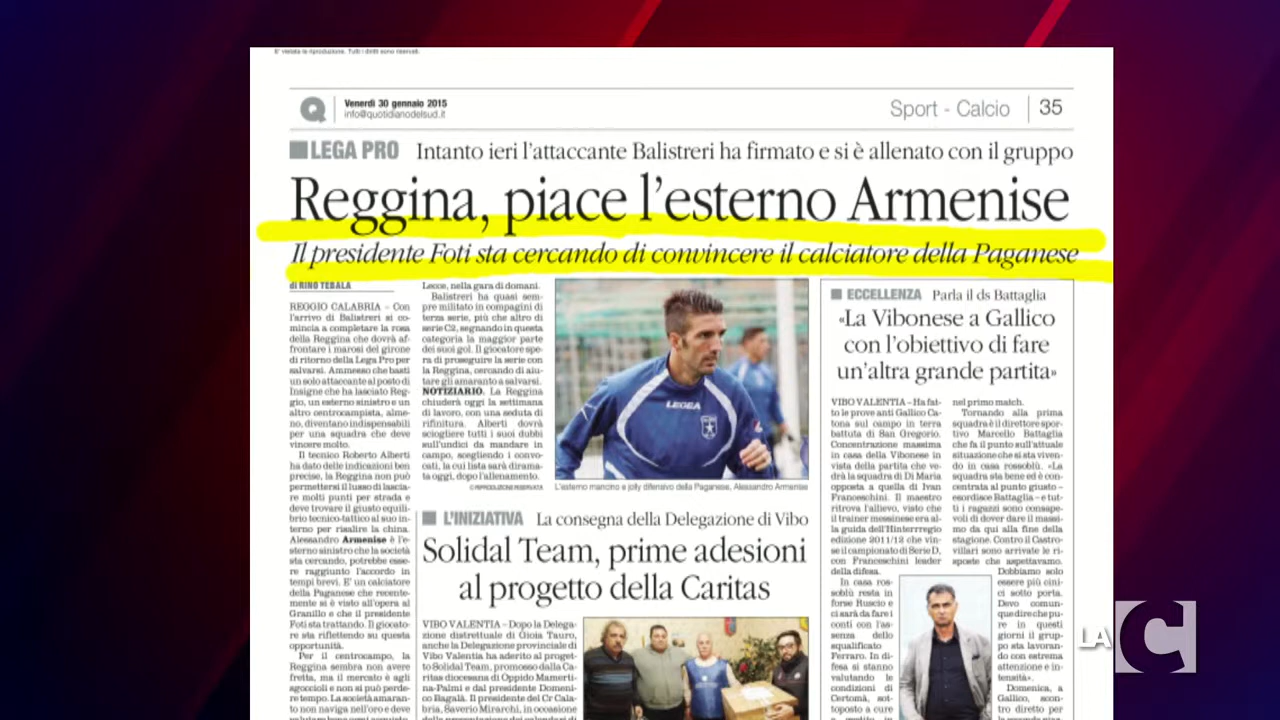 E' vietata la riproduzione. Tutti i diritti sono riservati.
Q
Venerdì 30 gennaio 2015
info@quotidianodelsud.it
Sport - Calcio
35
LEGA PRO
Intanto ieri l'attaccante Balistreri ha firmato e si è allenato con il gruppo
Reggina, piace l'esterno Armenise
Il presidente Foti sta cercando di convincere il calciatore della Paganese
di RINO TEBALA
REGGIO CALABRIA – Con
l'arrivo di Balistreri si co-
mincia a completare la rosa
della Reggina che dovrà af-
frontare i marosi del girone
di ritorno della Lega Pro per
salvarsi. Ammesso che basti
un solo attaccante al posto di
Insigne che ha lasciato Reg-
gio, un esterno sinistro e un
altro centrocampista, alme-
no, diventano indispensabili
per una squadra che deve
vincere molto.
Il tecnico Roberto Alberti
ha dato delle indicazioni ben
precise, la Reggina non può
permettersi il lusso di lascia-
re molti punti per strada e
deve trovare il giusto equili-
brio tecnico-tattico al suo in-
terno per risalire la china.
Alessandro Armenise è l'e-
sterno sinistro che la società
sta cercando, potrebbe esse-
re raggiunto l'accordo in
tempi brevi. E' un calciatore
della Paganese che recente-
mente si è visto all'opera al
Granillo e che il presidente
Foti sta trattando. Il giocato-
re sta riflettendo su questa
opportunità.
Per il centrocampo, la
Reggina sembra non avere
fretta, ma il mercato è agli
sgoccioli e non si può perde-
re tempo. La società amaran-
to non naviga nell'oro e deve
Lecce, nella gara di domani.
Balistreri ha quasi sem-
pre militato in compagini di
terza serie, più che altro di
serie C2, segnando in questa
categoria la maggior parte
dei suoi gol. Il giocatore spe-
ra di proseguire la serie con
la Reggina, cercando di aiu-
tare gli amaranto a salvarsi.
NOTIZIARIO. La Reggina
chiuderà oggi la settimana
di lavoro, con una seduta di
rifinitura. Alberti dovrà
sciogliere tutti i suoi dubbi
sull'undici da mandare in
campo, scegliendo i convo-
cati, la cui lista sarà dirama-
ta oggi, dopo l'allenamento.
© RIPRODUZIONE RISERVATA
LEGEA
L'esterno mancino e jolly difensivo della Paganese, Alessandro Armenise
L'INIZIATIVA
La consegna della Delegazione di Vibo
Solidal Team, prime adesioni
al progetto della Caritas
VIBO VALENTIA – Dopo la Delega-
zione distrettuale di Gioia Tauro,
anche la Delegazione provinciale di
Vibo Valentia ha aderito al proget-
to Solidal Team, promosso dalla Ca-
ritas diocesana di Oppido Mamerti-
na-Palmi e dal presidente Domeni-
co Bagalà. Il presidente del Cr Cala-
bria, Saverio Mirarchi, in occasione
ECCELLENZA
Parla il ds Battaglia
«La Vibonese a Gallico
con l'obiettivo di fare
un'altra grande partita»
VIBO VALENTIA – Ha fat-
to le prove anti Gallico Ca-
tona sul campo in terra
battuta di San Gregorio.
Concentrazione massima
in casa della Vibonese in
vista della partita che ve-
drà la squadra di Di Maria
opposta a quella di Ivan
Franceschini. Il maestro
ritrova l'allievo, visto che
il trainer messinese era al-
la guida dell'Hinterreggio
edizione 2011/12 che vin-
se il campionato di Serie D,
con Franceschini leader
della difesa.
In casa ros-
soblù resta in
forse Ruscio e
ci sarà da fare i
conti con l'as-
senza dello
squalificato
Ferraro. In di-
fesa si stanno
valutando le
condizioni di
Certomà, sot-
toposto a cure
nel primo match.
Tornando alla prima
squadra è il direttore spor-
tivo Marcello Battaglia
che fa il punto sull'attuale
situazione che si sta viven-
do in casa rossoblù. «La
squadra sta bene ed è con-
centrata al punto giusto –
esordisce Battaglia – e tut-
ti i ragazzi sono consape-
voli di dover dare il massi-
mo da qui alla fine della
stagione. Contro il Castro-
villari sono arrivate le ri-
sposte che aspettavamo.
Dobbiamo solo
essere più cini-
ci sotto porta.
Devo comun-
que dire che pu-
re in questi
giorni il grup-
po sta lavoran-
do con estrema
attenzione e in-
tensità».
Domenica, a
Gallico, scon-
tro diretto per
LA C